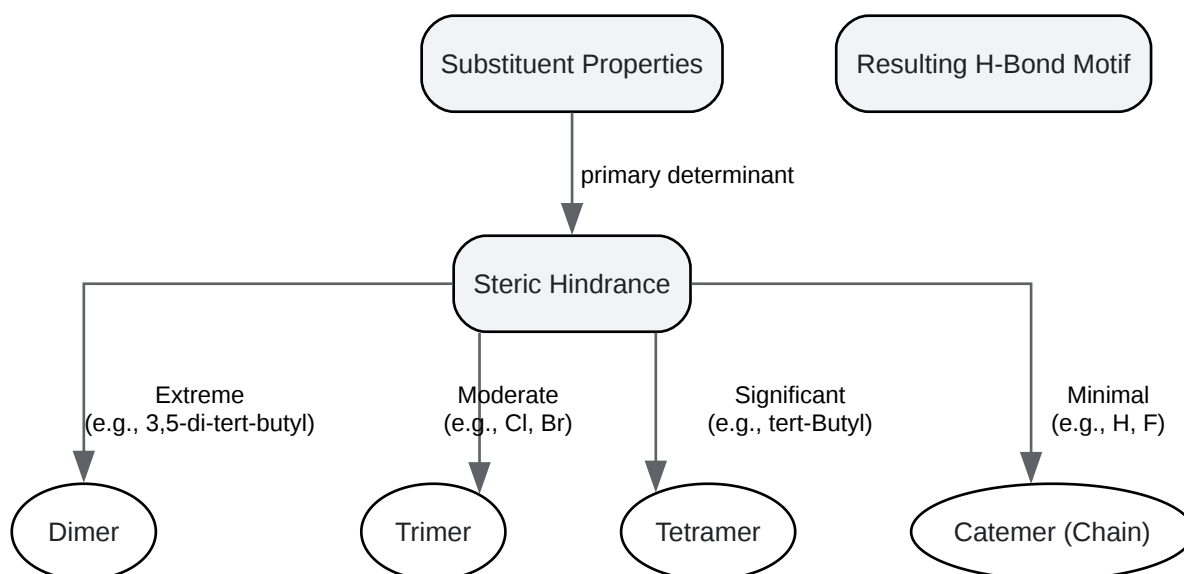 Substituent Properties
Resulting H-Bond Motif
primary determinant
Steric Hindrance
Extreme
(e.g., 3,5-di-tert-butyl)
Moderate
(e.g., Cl, Br)
Significant
(e.g., tert-Butyl)
Minimal
(e.g., H, F)
Dimer
Trimer
Tetramer
Catemer (Chain)